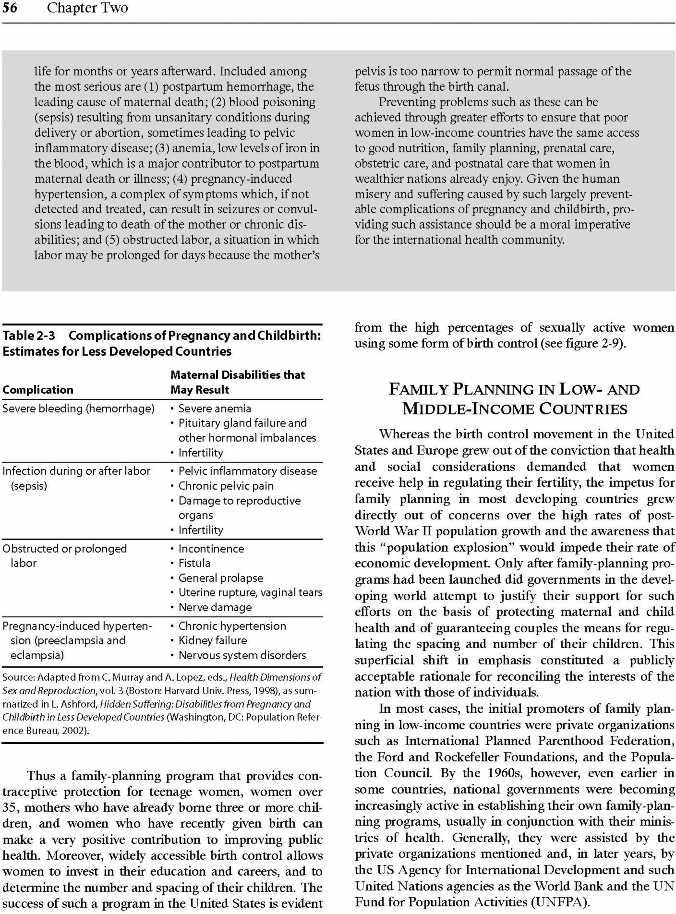 56 Chapter Two
life for months or years afterward. Included among
the most serious are (1) postpartum hemorrhage, the
leading cause of maternal death; (2) blood poisoning
(sepsis) resulting from unsanitary conditions during
delivery or abortion, sometimes leading to pelvic
inflammatory disease; (3) anemia, low levels of iron in
the blood, which is a major contributor to postpartum
maternal death or illness; (4) pregnancy-induced
hypertension, a complex of symptoms which, if not
detected and treated, can result in seizures or convul-
sions leading to death of the mother or chronic dis-
abilities; and (5) obstructed labor, a situation in which
labor may be prolonged for days because the mother's
pelvis is too narrow to permit normal passage of the
fetus through the birth canal.
Preventing problems such as these can be
achieved through greater efforts to ensure that poor
women in low-income countries have the same access
to good nutrition, family planning, prenatal care,
obstetric care, and postnatal care that women in
wealthier nations already enjoy. Given the human
misery and suffering caused by such largely prevent-
able complications of pregnancy and childbirth, pro-
viding such assistance should be a moral imperative
for the international health community.
Table 2-3 Complications of Pregnancy and Childbirth:
Estimates for Less Developed Countries
Maternal Disabilities that
Complication May Result
Severe bleeding (hemorrhage) • Severe anemia
• Pituitary gland failure and
other hormonal imbalances
• Infertility
Infection during or after labor • Pelvic inflammatory disease
(sepsis) • Chronic pelvic pain
• Damage to reproductive
organs
• Infertility
Obstructed or prolonged • Incontinence
labor • Fistula
• General prolapse
• Uterine rupture, vaginal tears
• Nerve damage
Pregnancy-induced hyperten- • Chronic hypertension
sion (preeclampsia and • Kidney failure
eclampsia) • Nervous system disorders
Source: Adapted from C. Murray and A. Lopez, eds., Health Dimensions of
Sex and Reproduction, vol. 3 (Boston: Harvard Univ. Press, 1998), as sum-
marized in L. Ashford, Hidden Suffering: Disabilities from Pregnancy and
Childbirth in Less Developed Countries (Washington, DC: Population Refer-
ence Bureau, 2002).
Thus a family-planning program that provides con-
traceptive protection for teenage women, women over
35, mothers who have already borne three or more chil-
dren, and women who have recently given birth can
make a very positive contribution to improving public
health. Moreover, widely accessible birth control allows
women to invest in their education and careers, and to
determine the number and spacing of their children. The
success of such a program in the United States is evident
from the high percentages of sexually active women
using some form of birth control (see figure 2-9).
FAMILY PLANNING IN LOW- AND
MIDDLE-INCOME COUNTRIES
Whereas the birth control movement in the United
States and Europe grew out of the conviction that health
and social considerations demanded that women
receive help in regulating their fertility, the impetus for
family planning in most developing countries grew
directly out of concerns over the high rates of post-
World War II population growth and the awareness that
this "population explosion" would impede their rate of
economic development. Only after family-planning pro-
grams had been launched did governments in the devel-
oping world attempt to justify their support for such
efforts on the basis of protecting maternal and child
health and of guaranteeing couples the means for regu-
lating the spacing and number of their children. This
superficial shift in emphasis constituted a publicly
acceptable rationale for reconciling the interests of the
nation with those of individuals.
In most cases, the initial promoters of family plan-
ning in low-income countries were private organizations
such as International Planned Parenthood Federation,
the Ford and Rockefeller Foundations, and the Popula-
tion Council. By the 1960s, however, even earlier in
some countries, national governments were becoming
increasingly active in establishing their own family-plan-
ning programs, usually in conjunction with their minis-
tries of health. Generally, they were assisted by the
private organizations mentioned and, in later years, by
the US Agency for International Development and such
United Nations agencies as the World Bank and the UN
Fund for Population Activities (UNFPA).